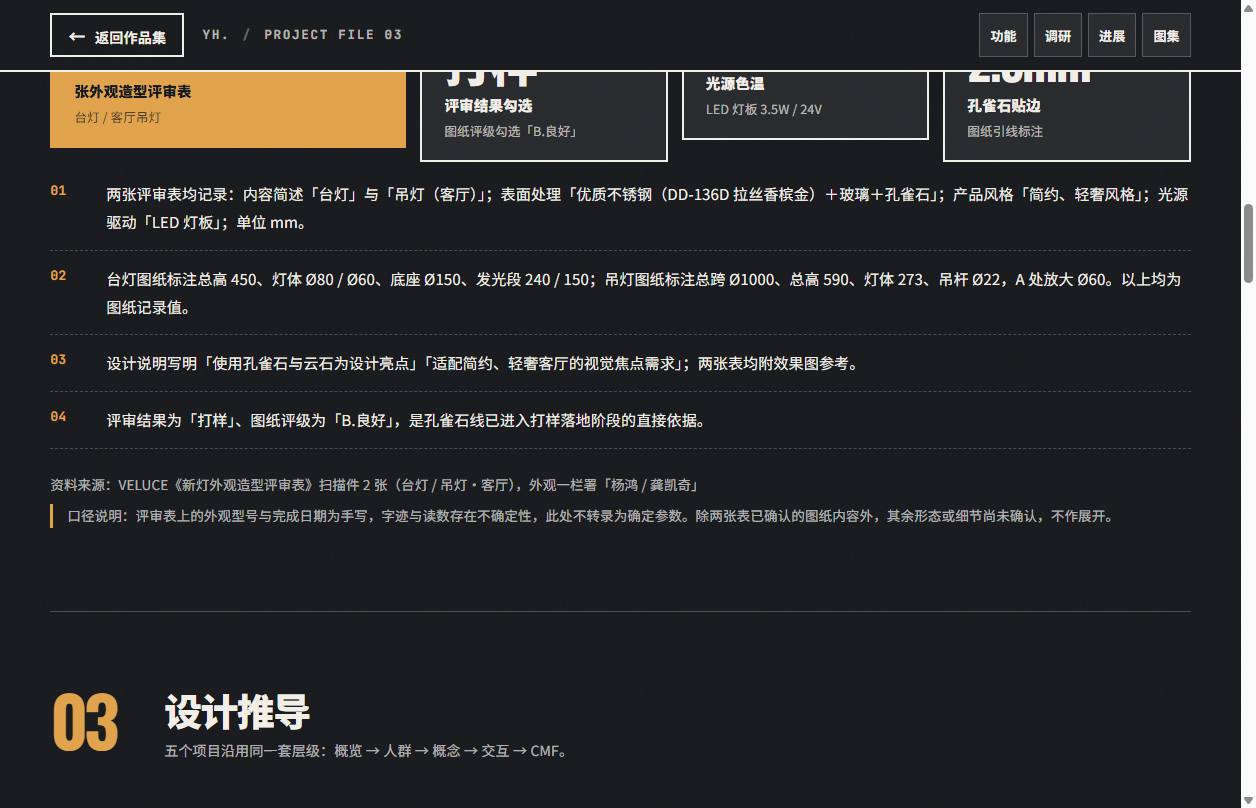 ← 返回作品集
YH. / PROJECT FILE 03
功能
调研
进展
图集
张外观造型评审表
台灯 / 客厅吊灯
打样
评审结果勾选
图纸评级勾选「B.良好」
光源色温
LED 灯板 3.5W / 24V
孔雀石贴边
图纸引线标注
01
两张评审表均记录：内容简述「台灯」与「吊灯（客厅）」；表面处理「优质不锈钢（DD-136D 拉丝香槟金）＋玻璃＋孔雀石」；产品风格「简约、轻奢风格」；光源
驱动「LED 灯板」；单位 mm。
02
台灯图纸标注总高 450、灯体 Ø80 / Ø60、底座 Ø150、发光段 240 / 150；吊灯图纸标注总跨 Ø1000、总高 590、灯体 273、吊杆 Ø22，A 处放大 Ø60。以上均为
图纸记录值。
03
设计说明写明「使用孔雀石与云石为设计亮点」「适配简约、轻奢客厅的视觉焦点需求」；两张表均附效果图参考。
04
评审结果为「打样」、图纸评级为「B.良好」，是孔雀石线已进入打样落地阶段的直接依据。
资料来源：VELUCE《新灯外观造型评审表》扫描件 2 张（台灯 / 吊灯・客厅），外观一栏署「杨鸿 / 龚凯奇」
口径说明：评审表上的外观型号与完成日期为手写，字迹与读数存在不确定性，此处不转录为确定参数。除两张表已确认的图纸内容外，其余形态或细节尚未确认，不作展开。
03
设计推导
五个项目沿用同一套层级：概览 → 人群 → 概念 → 交互 → CMF。